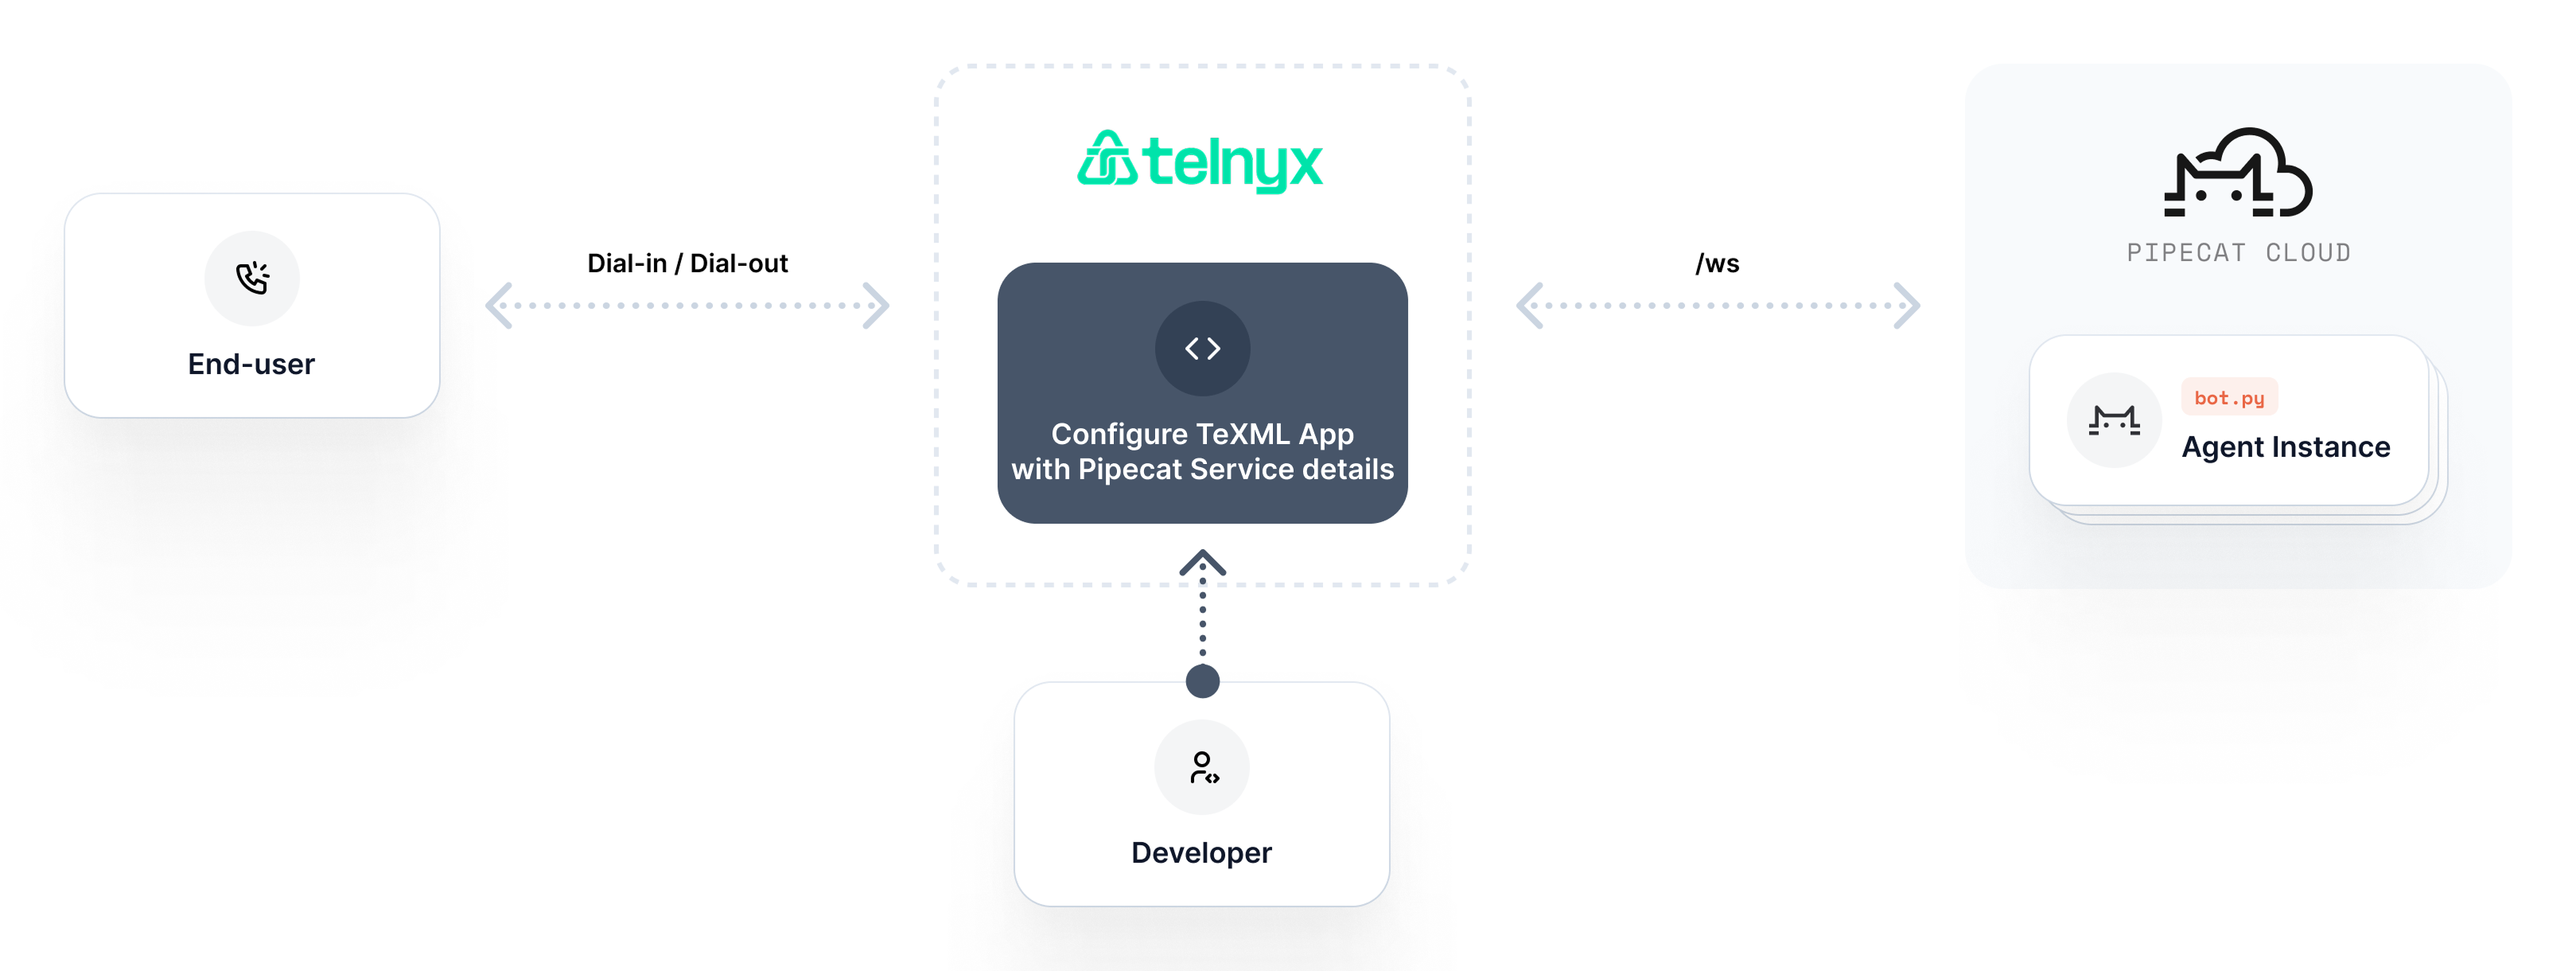 telnyx
End-user
Dial-in / Dial-out
Configure TeXML App
with Pipecat Service details
/ws
PIPECAT CLOUD
bot.py
Agent Instance
Developer